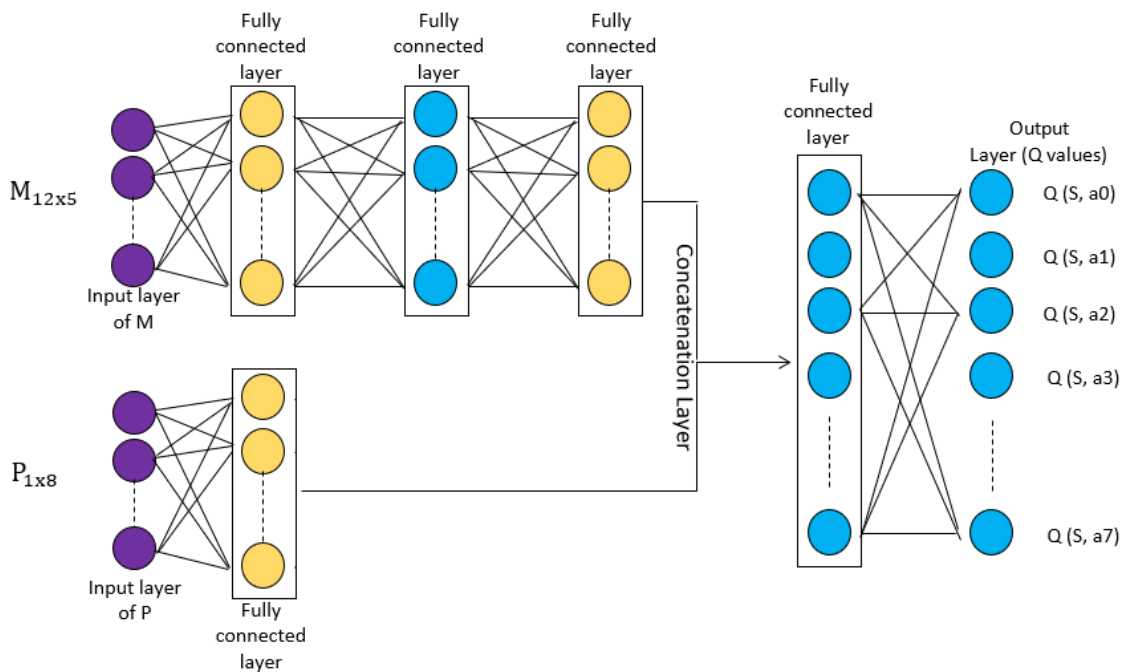 Fully
connected
layer
Fully
connected
layer
Fully
connected
layer
M12x5
Input layer
of M
P1x8
Input layer
of P
Fully
connected
layer
Concatenation Layer
Fully
connected
layer
Output
Layer (Q values)
Q (S, a0)
Q (S, a1)
Q (S, a2)
Q (S, a3)
Q (S, a7)